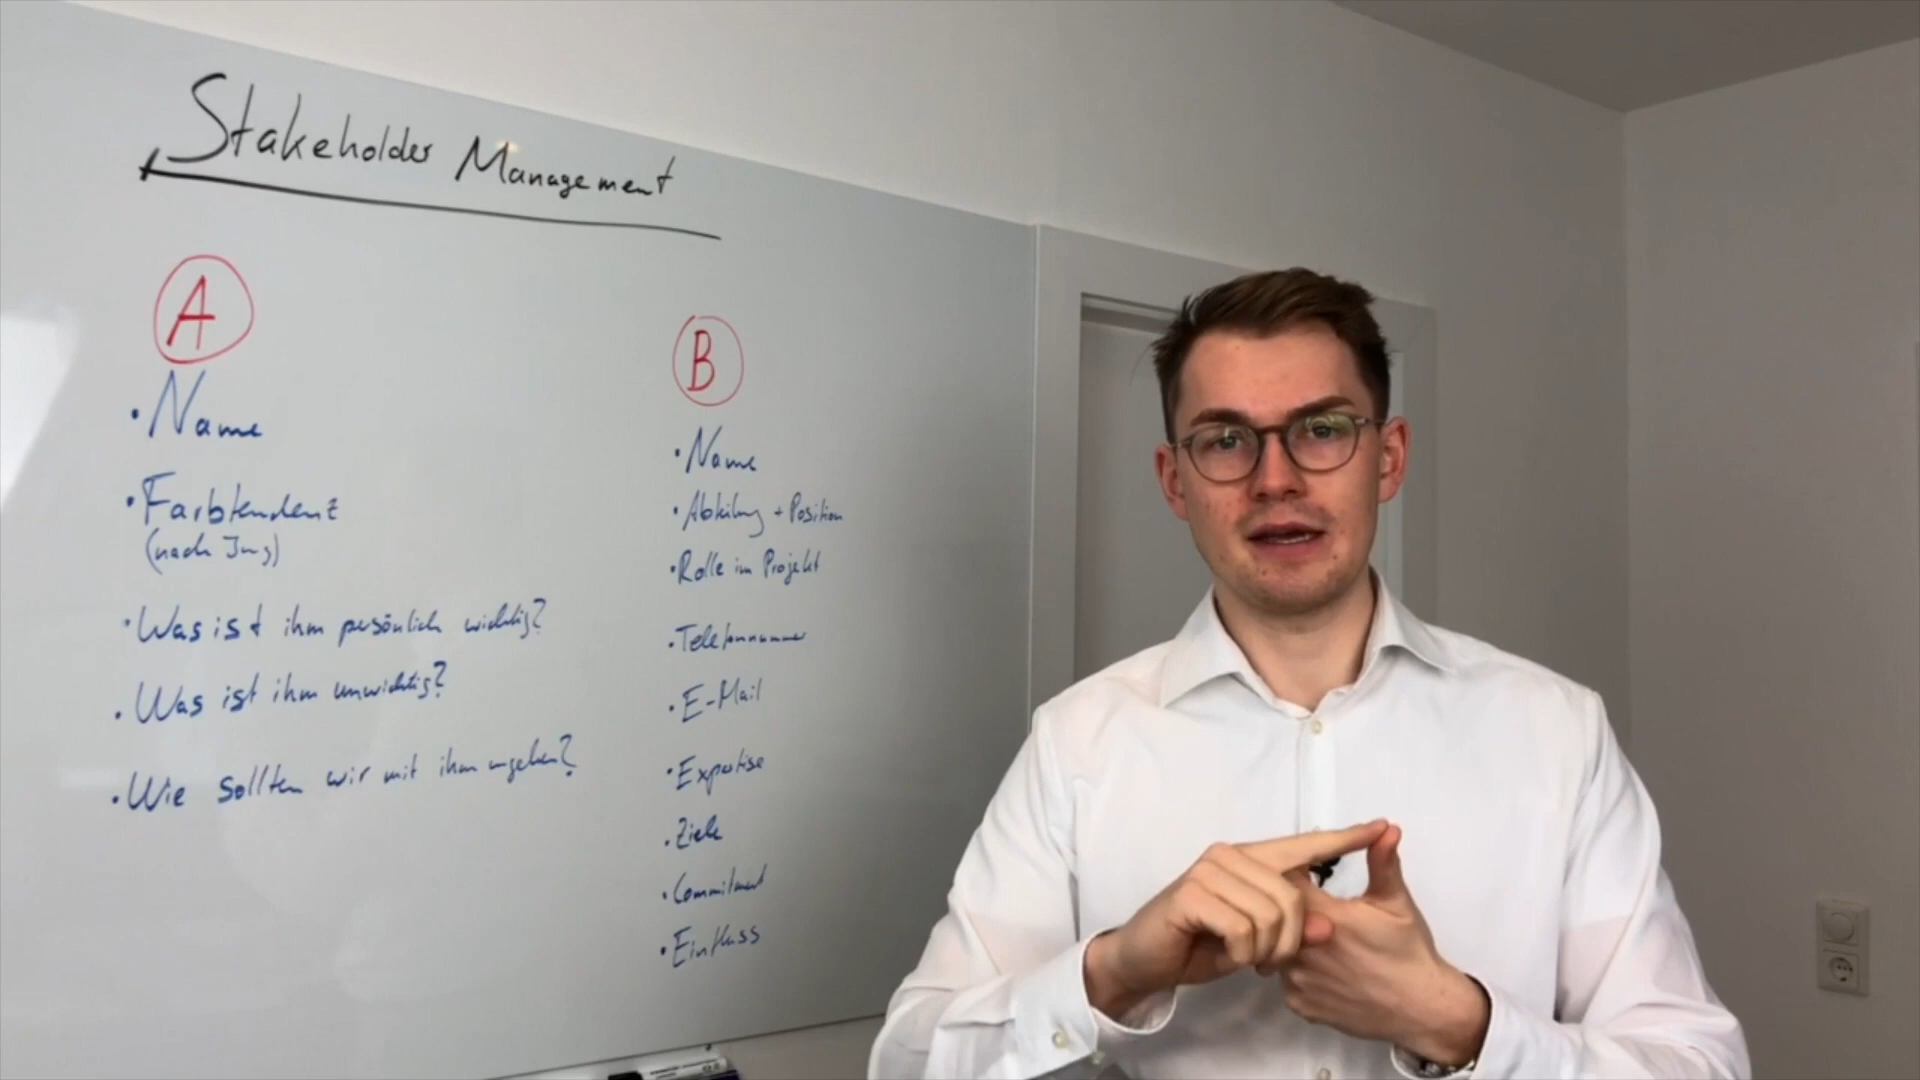 Stakeholder Management
A
• Name
• Farbtendenz
(nach Jung)
• Was ist ihm persönlich wichtig?
• Was ist ihm unwichtig?
• Wie sollten wir mit ihm umgehen?
B
• Name
• Abteilung + Position
• Rolle im Projekt
• Telefonnummer
• E-Mail
• Expertise
• Ziele
• Commitment
• Einfluss